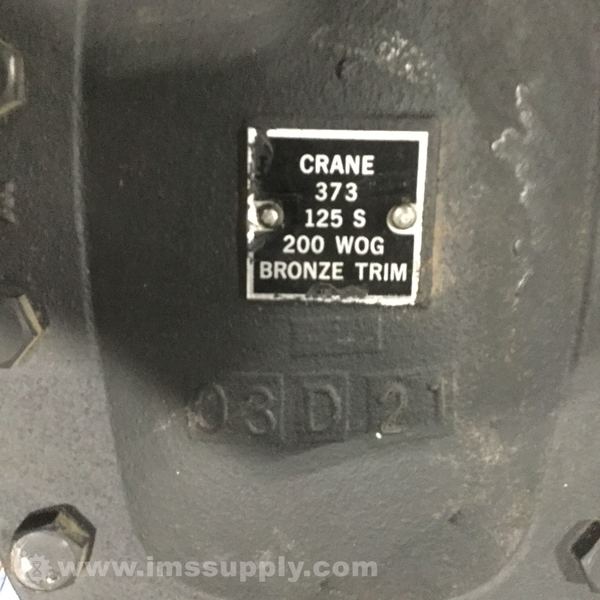 CRANE
373
125 S
200 WOG
BRONZE TRIM
03 D 21
www.imssupply.com